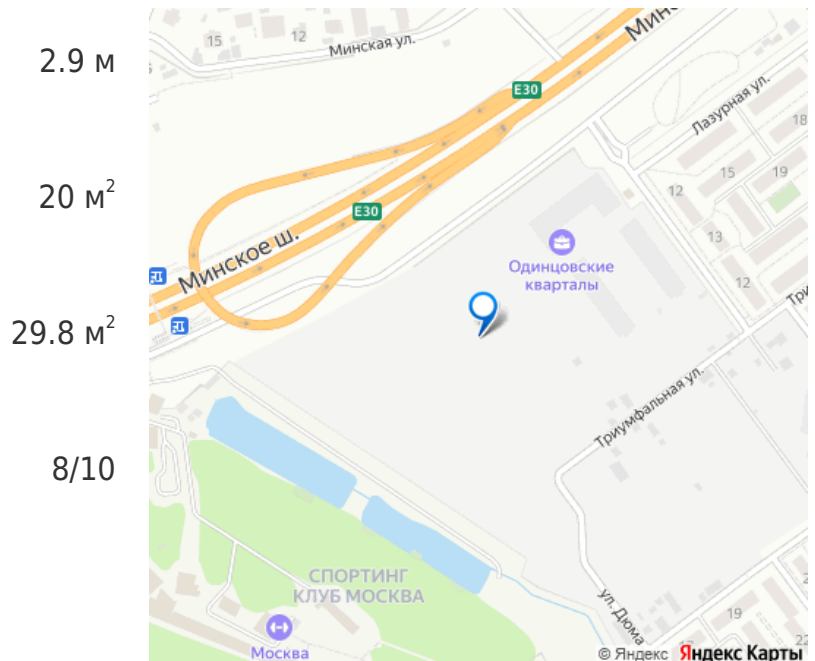 2.9 м
20 м²
29.8 м²
8/10
15
12
Минская ул.
Минс
E30
Лазурная ул.
18
15
19
12
E30
13
Минское ш.
Одинцовские
кварталы
12
Три
Триумфальная ул.
СПОРТИНГ
КЛУБ МОСКВА
ул. Дюма
19
22
Москва
© Яндекс Яндекс Карты